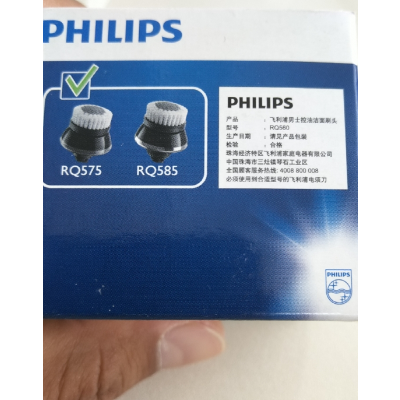 PHILIPS
RQ575
RQ585
PHILIPS
产品 : 飞利浦男士控油洁面刷头
型号 : RQ580
生产日期 : 请见产品包装
检验 : 合格
珠海经济特区飞利浦家庭电器有限公司
中国珠海市三灶镇琴石工业区
全国顾客服务热线: 4008 800 008
必须使用到合适型号的飞利浦电须刀
PHILIPS